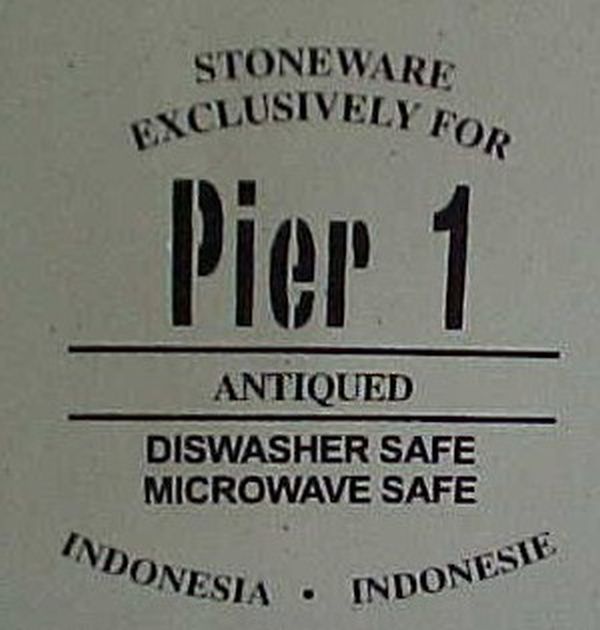 STONEWARE
EXCLUSIVELY FOR
Pier 1
ANTIQUED
DISWASHER SAFE
MICROWAVE SAFE
INDONESIA • INDONESIE